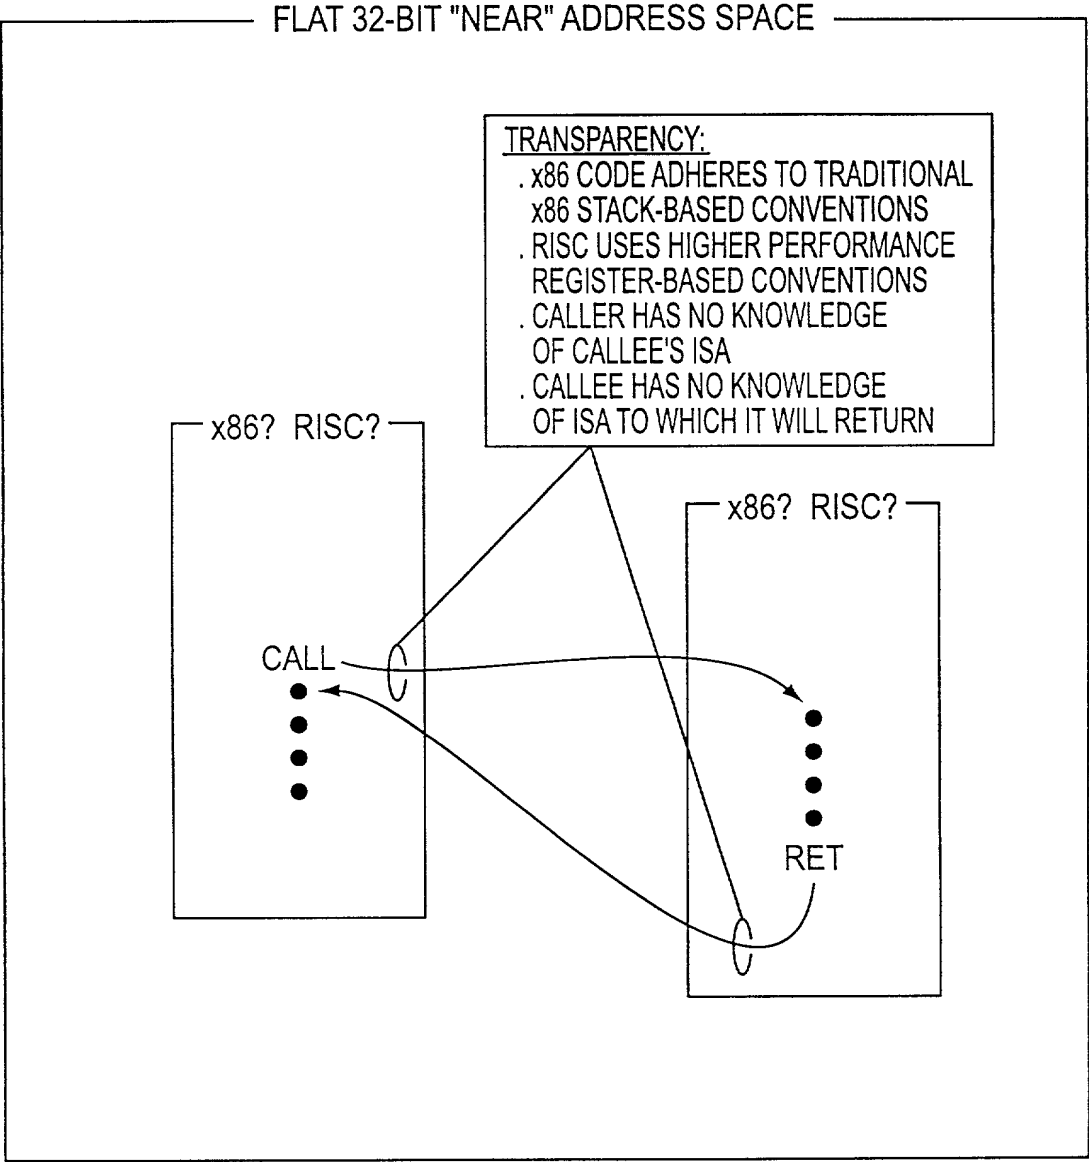 FLAT 32-BIT "NEAR" ADDRESS SPACE
TRANSPARENCY:
. x86 CODE ADHERES TO TRADITIONAL
x86 STACK-BASED CONVENTIONS
. RISC USES HIGHER PERFORMANCE
REGISTER-BASED CONVENTIONS
. CALLER HAS NO KNOWLEDGE
OF CALLEE'S ISA
. CALLEE HAS NO KNOWLEDGE
OF ISA TO WHICH IT WILL RETURN
x86? RISC?
x86? RISC?
CALL
RET